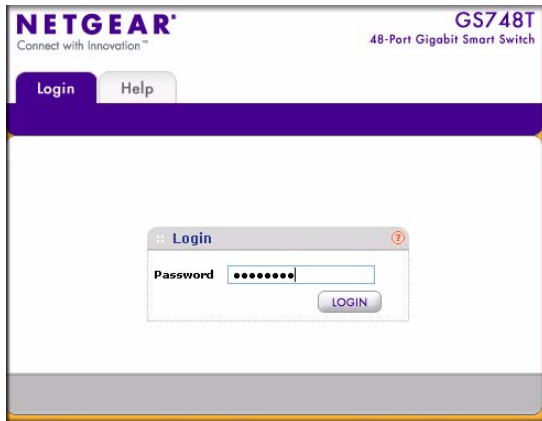 NETGEAR®
Connect with Innovation™
GS748T
48-Port Gigabit Smart Switch
Login
Help
Login
?
Password ••••••••
LOGIN